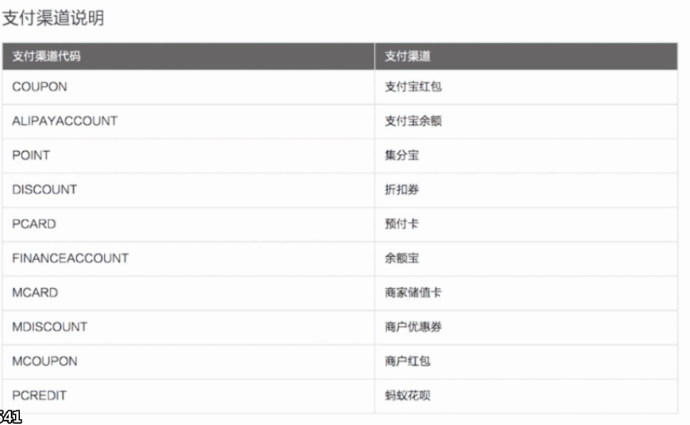 支付渠道说明
支付渠道代码 支付渠道
COUPON 支付宝红包
ALIPAYACCOUNT 支付宝余额
POINT 集分宝
DISCOUNT 折扣券
PCARD 预付卡
FINANCEACCOUNT 余额宝
MCARD 商家储值卡
MDISCOUNT 商户优惠券
MCOUPON 商户红包
PCREDIT 蚂蚁花呗
541